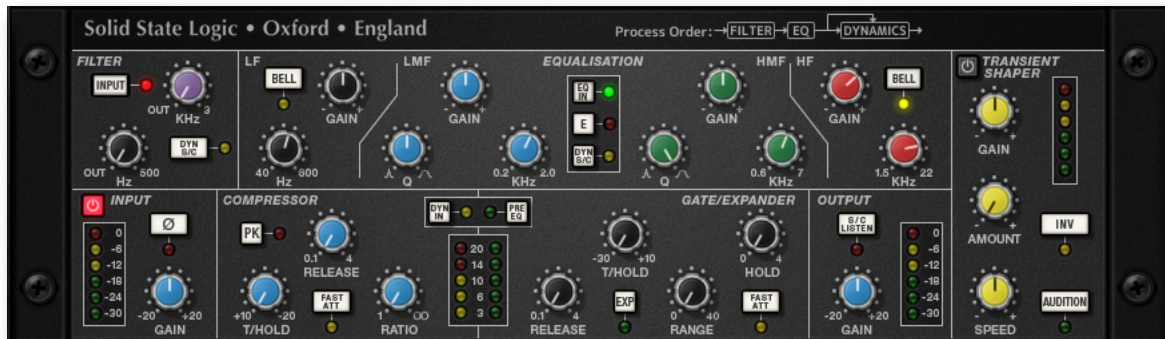 Solid State Logic • Oxford • England
Process Order: FILTER EQ DYNAMICS
FILTER
INPUT
OUT 3
KHz
OUT 500
Hz
DYN
S/C
LF
BELL
GAIN
40 600
Hz
LMF
GAIN
Q
0.2 2.0
KHz
EQUALISATION
EQ
IN
E
DYN
S/C
HMF
GAIN
Q
0.6 7
KHz
HF
GAIN
BELL
1.5 22
KHz
TRANSIENT
SHAPER
- +
GAIN
- +
AMOUNT
INV
- +
SPEED
AUDITION
INPUT
Ø
0
-6
-12
-18
-24
-30
-20 +20
GAIN
COMPRESSOR
PK
0.1 4
RELEASE
+10 -20
T/HOLD
FAST
ATT
1 ∞
RATIO
DYN
IN
PRE
EQ
20
14
10
6
3
GATE/EXPANDER
-30 +10
T/HOLD
0 4
HOLD
0.1 4
RELEASE
EXP
0 40
RANGE
FAST
ATT
OUTPUT
S/C
LISTEN
-20 +20
GAIN
0
-6
-12
-18
-24
-30